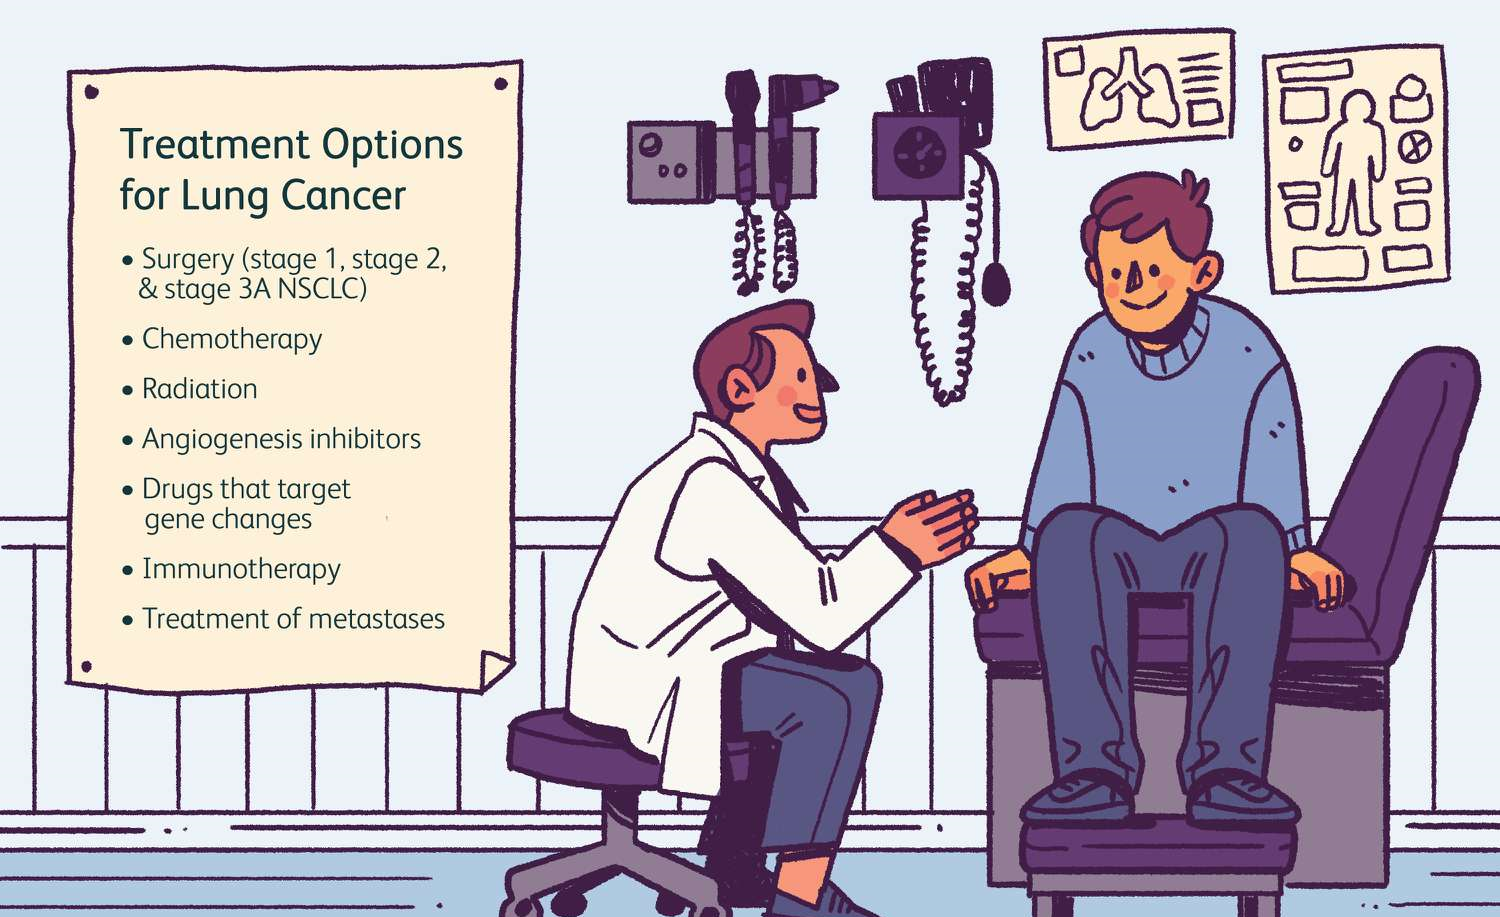 Treatment Options
for Lung Cancer
• Surgery (stage 1, stage 2,
& stage 3A NSCLC)
• Chemotherapy
• Radiation
• Angiogenesis inhibitors
• Drugs that target
gene changes
• Immunotherapy
• Treatment of metastases